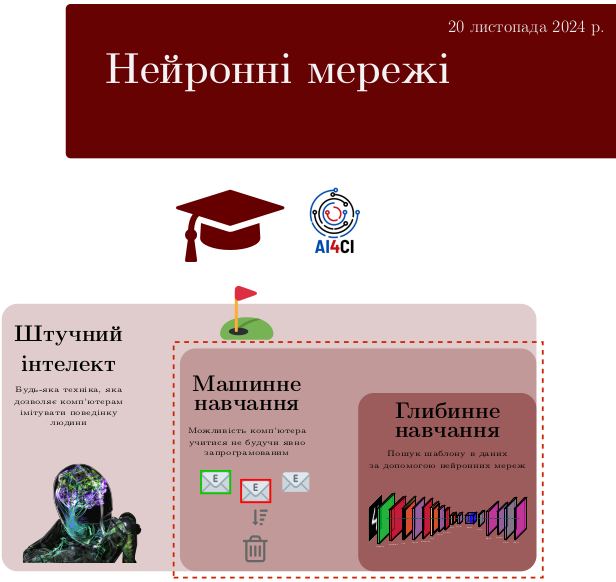 20 листопада 2024 р.
Нейронні мережі
AI4CI
Штучний
інтелект
Будь-яка техніка, яка
дозволяє комп'ютерам
імітувати поведінку
людини
Машинне
навчання
Можливість комп'ютера
учитися не будучи явно
запрограмованим
E
E
E
Глибинне
навчання
Пошук шаблону в даних
за допомогою нейронних мереж